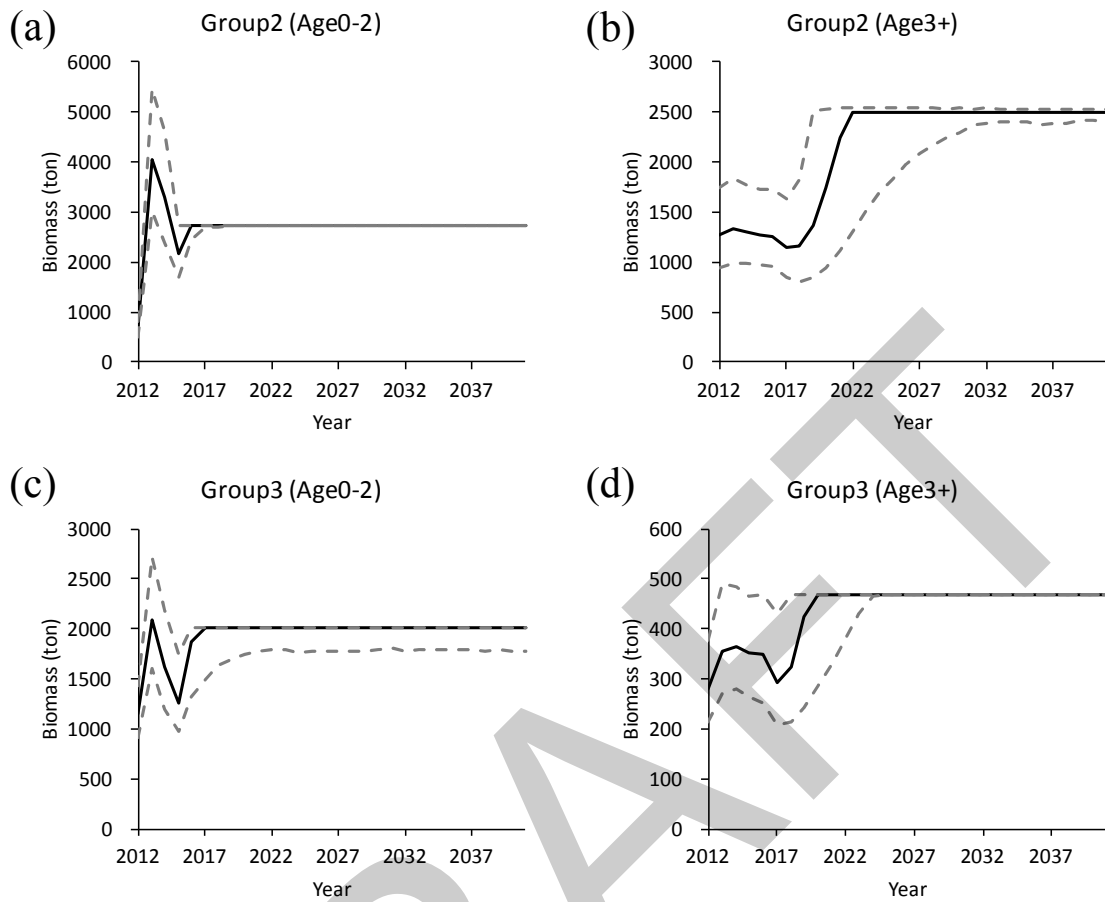 (a)
Group2 (Age0-2)
6000
5000
4000
3000
2000
1000
0
Biomass (ton)
2012 2017 2022 2027 2032 2037
Year
(b)
Group2 (Age3+)
3000
2500
2000
1500
1000
500
0
Biomass (ton)
2012 2017 2022 2027 2032 2037
Year
(c)
Group3 (Age0-2)
3000
2500
2000
1500
1000
500
0
Biomass (ton)
2012 2017 2022 2027 2032 2037
Year
(d)
Group3 (Age3+)
600
500
400
300
200
100
0
Biomass (ton)
2012 2017 2022 2027 2032 2037
Year
DRAFT